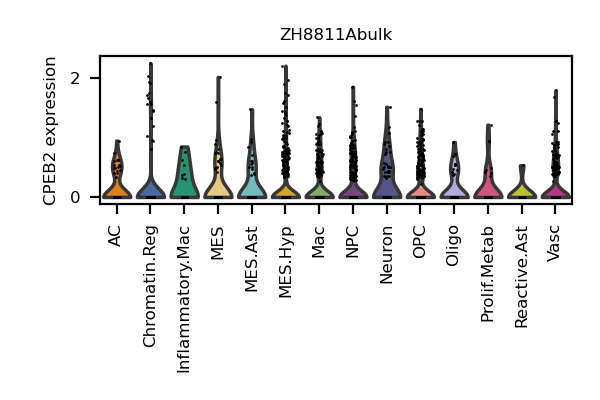 ZH8811Abulk
CPEB2 expression
2
0
AC
Chromatin.Reg
Inflammatory.Mac
MES
MES.Ast
MES.Hyp
Mac
NPC
Neuron
OPC
Oligo
Prolif.Metab
Reactive.Ast
Vasc